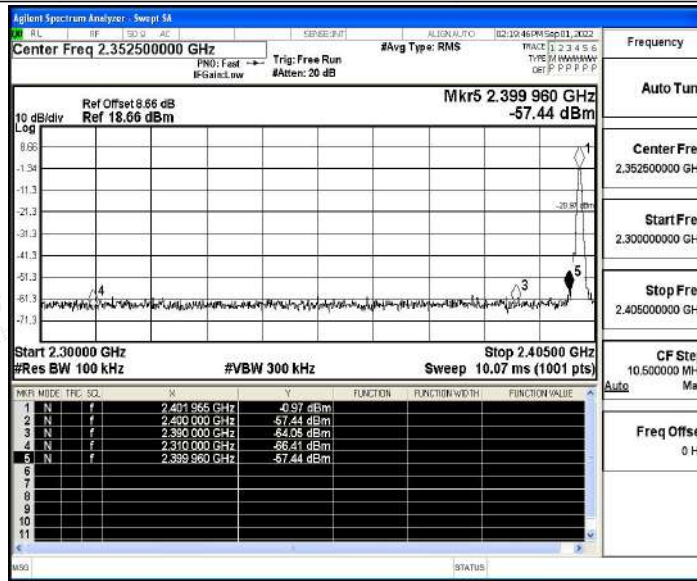 Agilent Spectrum Analyzer - Swept SA
RL RF 50 Ω AC SENSE:INT ALIGNAUTO 02:19:46PM Sep 01, 2022
Center Freq 2.352500000 GHz #Avg Type: RMS TRACE 1 2 3 4 5 6
PNO: Fast Trig: Free Run TYPE M
IFGain:Low #Atten: 20 dB DET P P P P P P
Mkr5 2.399 960 GHz
-57.44 dBm
Ref Offset 8.66 dB
10 dB/div Ref 18.66 dBm
Log
8.66
-1.34
-11.3
-21.3
-31.3
-41.3
-51.3
-61.3
-71.3
1
-20.97 dBm
5
3
4
Start 2.30000 GHz Stop 2.40500 GHz
#Res BW 100 kHz #VBW 300 kHz Sweep 10.07 ms (1001 pts)
MKR MODE TRC SCL X Y FUNCTION FUNCTION WIDTH FUNCTION VALUE
1 N f 2.401 965 GHz -0.97 dBm
2 N f 2.400 000 GHz -57.44 dBm
3 N f 2.390 000 GHz -64.05 dBm
4 N f 2.310 000 GHz -66.41 dBm
5 N f 2.399 960 GHz -57.44 dBm
6
7
8
9
10
11
MSG STATUS
Frequency
Auto Tun
Center Fre
2.352500000 GH
Start Fre
2.300000000 GH
Stop Fre
2.405000000 GH
CF Ste
10.500000 MH
Auto Ma
Freq Offse
0 H